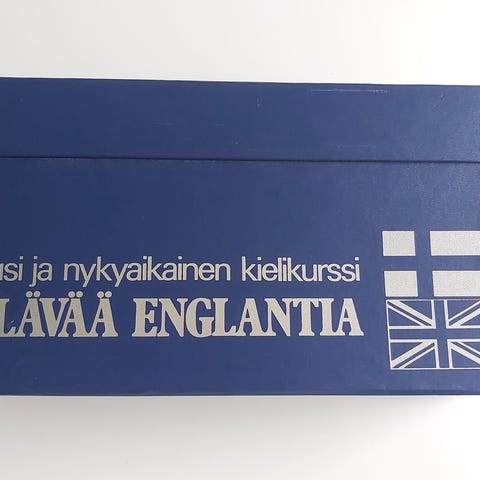 usi ja nykyaikainen kielikurssi
LÄVÄÄ ENGLANTIA